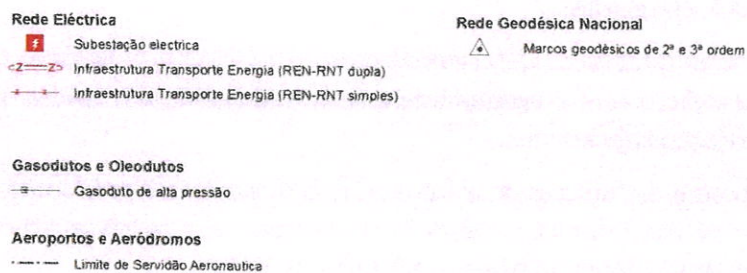 Rede Eléctrica
Subestação electrica
Infraestrutura Transporte Energia (REN-RNT dupla)
Infraestrutura Transporte Energia (REN-RNT simples)
Gasodutos e Oleodutos
Gasoduto de alta pressão
Aeroportos e Aeródromos
Limite de Servidão Aeronautica
Rede Geodésica Nacional
Marcos geodèsicos de 2ª e 3ª ordem